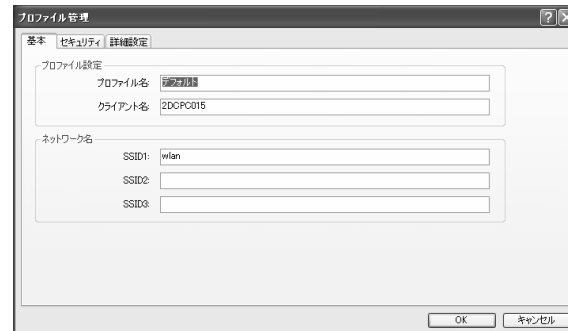 プロファイル管理
基本 セキュリティ 詳細設定
プロファイル設定
プロファイル名: デフォルト
クライアント名: 2DCPC015
ネットワーク名
SSID1: wlan
SSID2:
SSID3:
OK キャンセル